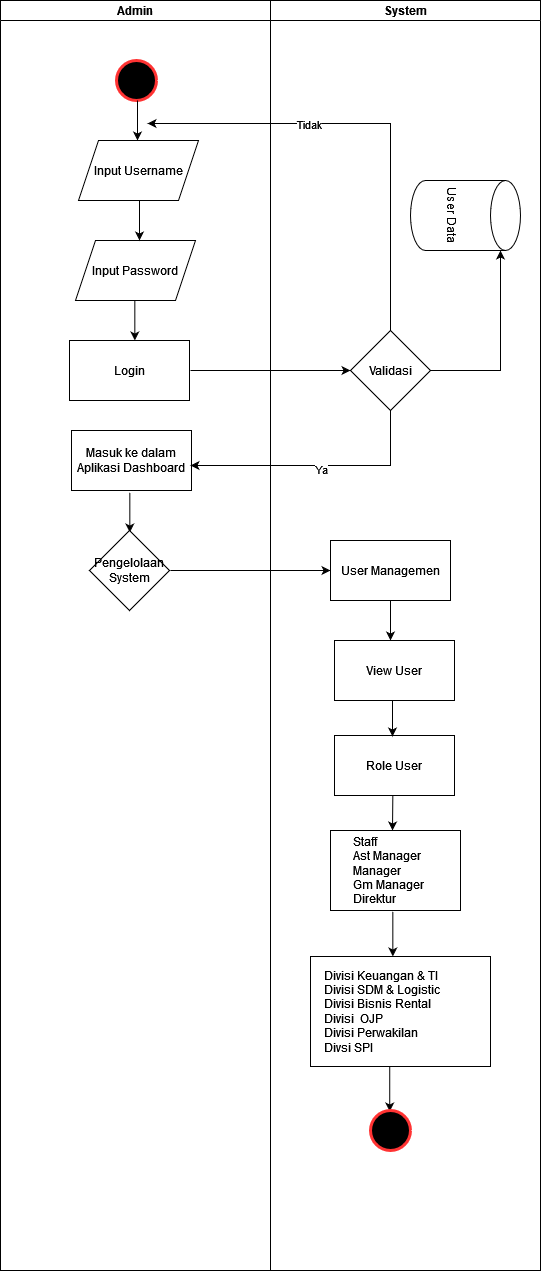 Admin
System
Tidak
Input Username
User Data
Input Password
Login
Validasi
Masuk ke dalam
Aplikasi Dashboard
Ya
Pengelolaan
System
User Managemen
View User
Role User
Staff
Ast Manager
Manager
Gm Manager
Direktur
Divisi Keuangan & TI
Divisi SDM & Logistic
Divisi Bisnis Rental
Divisi  OJP
Divisi Perwakilan
Divsi SPI